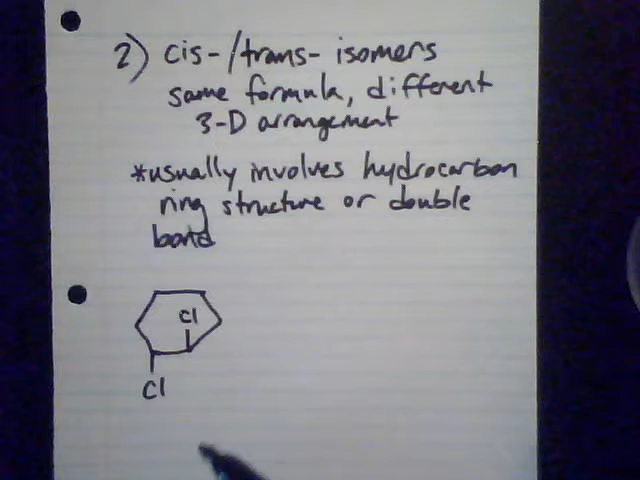 2) cis-/trans- isomers
same formula, different
3-D arrangement
*usually involves hydrocarbon
ring structure or double
bond
Cl
Cl